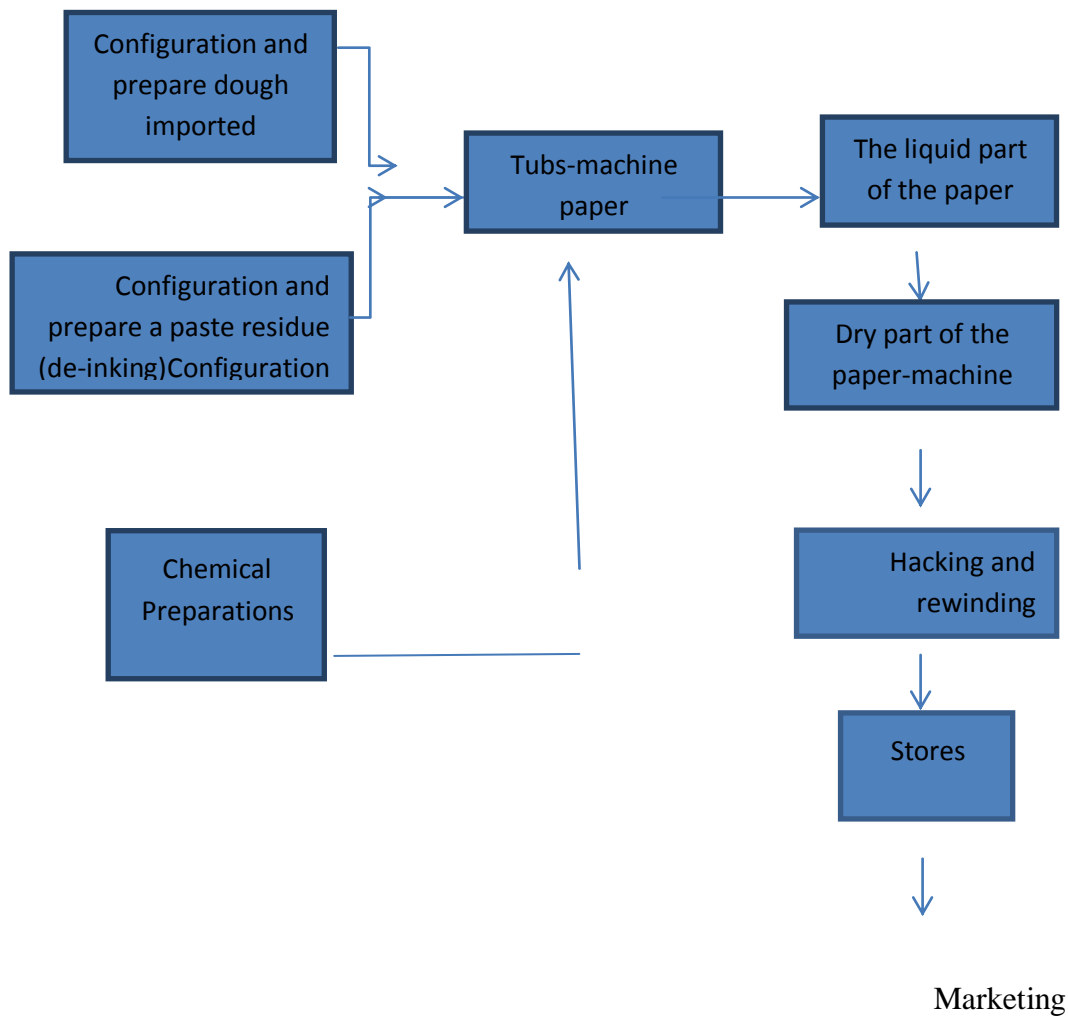 Configuration and
prepare dough
imported
Tubs-machine
paper
The liquid part
of the paper
Configuration and
prepare a paste residue
(de-inking)Configuration
Dry part of the
paper-machine
Chemical
Preparations
Hacking and
rewinding
Stores
Marketing